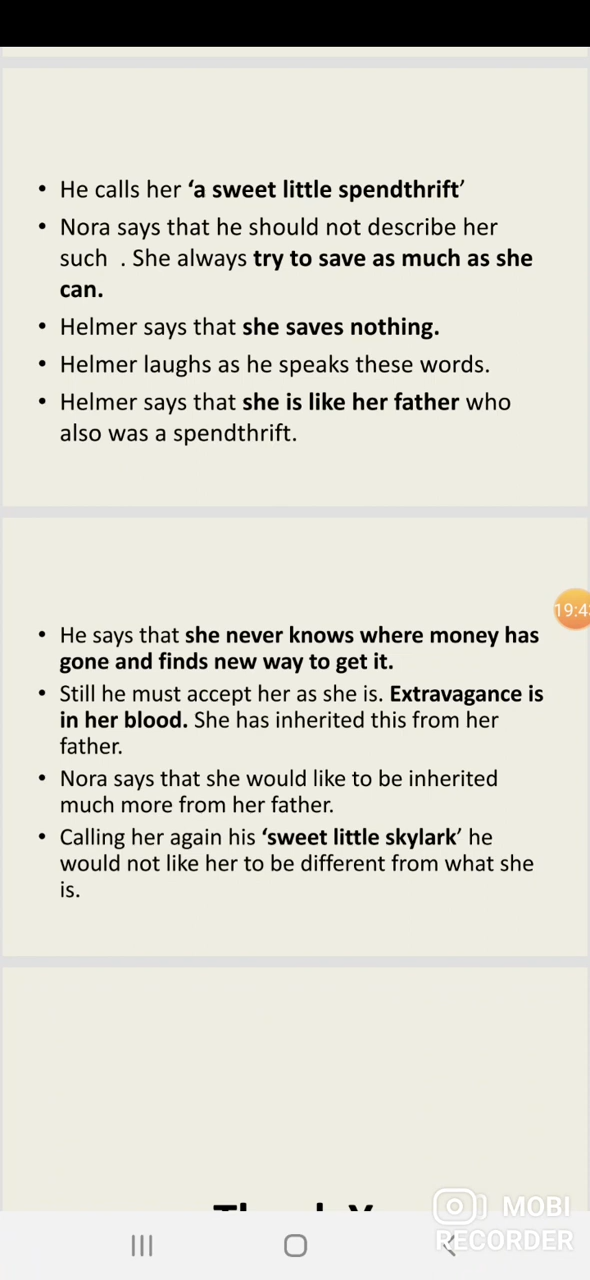 • He calls her ‘a sweet little spendthrift’
• Nora says that he should not describe her
such . She always try to save as much as she
can.
• Helmer says that she saves nothing.
• Helmer laughs as he speaks these words.
• Helmer says that she is like her father who
also was a spendthrift.
19:4
• He says that she never knows where money has
gone and finds new way to get it.
• Still he must accept her as she is. Extravagance is
in her blood. She has inherited this from her
father.
• Nora says that she would like to be inherited
much more from her father.
• Calling her again his ‘sweet little skylark’ he
would not like her to be different from what she
is.
MOBI
RECORDER